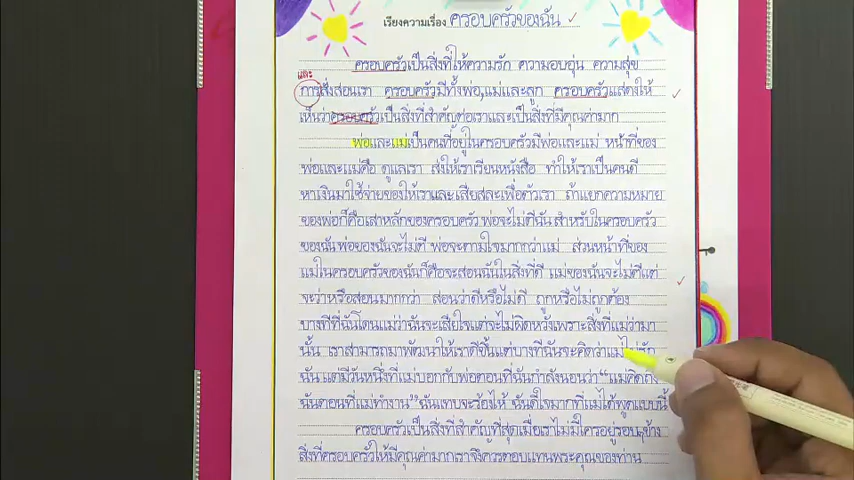 เรียงความเรื่อง ครอบครัวของฉัน
ครอบครัวเป็นสิ่งที่ให้ความรัก ความอบอุ่น ความสุข
และ
การสั่งสอนเรา ครอบครัวมีทั้งพ่อ,แม่และลูก ครอบครัวแสดงให้
เห็นว่าครอบครัวเป็นสิ่งที่สำคัญต่อเราและเป็นสิ่งที่มีคุณค่ามาก
พ่อและแม่เป็นคนที่อยู่ในครอบครัวมีพ่อและแม่ หน้าที่ของ
พ่อและแม่คือ ดูแลเรา ส่งให้เราเรียนหนังสือ ทำให้เราเป็นคนดี
หาเงินมาใช้จ่ายของให้เราและเสียสละเพื่อตัวเรา ถ้าแยกความหมาย
ของพ่อก็คือเสาหลักของครอบครัว พ่อจะไม่ตีฉัน สำหรับในครอบครัว
ของฉันพ่อของฉันจะไม่ตี พ่อจะตามใจมากกว่าแม่ ส่วนหน้าที่ของ
แม่ในครอบครัวของฉันก็คือจะสอนฉันในสิ่งที่ดี แม่ของฉันจะไม่ตีแต่
จะว่าหรือสอนมากกว่า สอนว่าดีหรือไม่ดี ถูกหรือไม่ถูกต้อง
บางทีที่ฉันโดนแม่ว่าฉันจะเสียใจแต่จะไม่ผิดหวังเพราะสิ่งที่แม่ว่ามา
นั้น เราสามารถมาพัฒนาให้เราดีขึ้นแต่บางทีฉันจะคิดว่าแม่ไม่รัก
ฉัน แต่มีวันหนึ่งที่แม่บอกกับพ่อตอนที่ฉันกำลังนอนว่า "แม่คิดถึง
ฉันตอนที่แม่ทำงาน" ฉันเทบจะร้องไห้ ฉันดีใจมากที่แม่ได้พูดแบบนี้
ครอบครัวเป็นสิ่งที่สำคัญที่สุดเมื่อเราไม่มีใครอยู่รอบๆข้าง
สิ่งที่ครอบครัวให้มีคุณค่ามากเราจึงควรตอบแทนพระคุณของท่าน